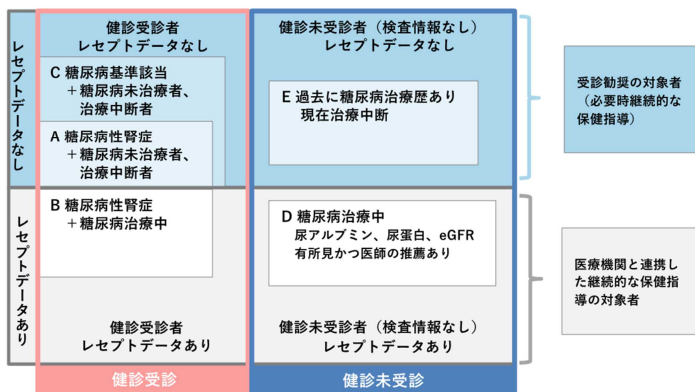 レセプトデータなし
健診受診者
レセプトデータなし
C 糖尿病基準該当
＋糖尿病未治療者、
治療中断者
A 糖尿病性腎症
＋糖尿病未治療者、
治療中断者
健診未受診者（検査情報なし）
レセプトデータなし
E 過去に糖尿病治療歴あり
現在治療中断
受診勧奨の対象者
（必要時継続的な
保健指導）
レセプトデータあり
B 糖尿病性腎症
＋糖尿病治療中
健診受診者
レセプトデータあり
D 糖尿病治療中
尿アルブミン、尿蛋白、eGFR
有所見かつ医師の推薦あり
健診未受診者（検査情報なし）
レセプトデータあり
医療機関と連携し
た継続的な保健指
導の対象者
健診受診
健診未受診